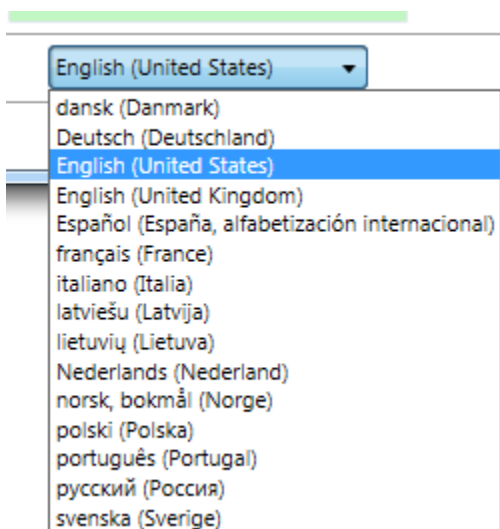 English (United States)
dansk (Danmark)
Deutsch (Deutschland)
English (United States)
English (United Kingdom)
Español (España, alfabetización internacional)
français (France)
italiano (Italia)
latviešu (Latvija)
lietuvių (Lietuva)
Nederlands (Nederland)
norsk, bokmål (Norge)
polski (Polska)
português (Portugal)
русский (Россия)
svenska (Sverige)